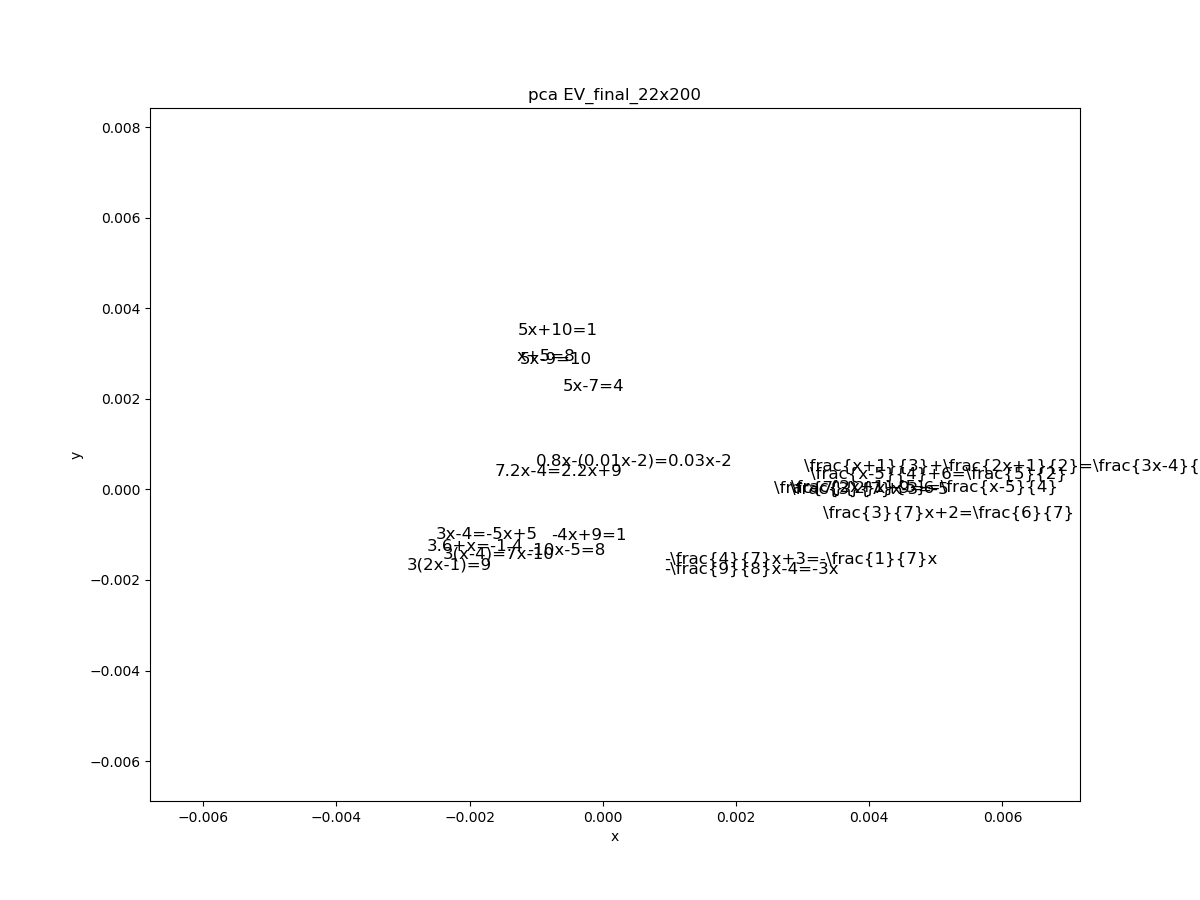 pca EV_final_22x200
0.008
0.006
0.004
0.002
0.000
−0.002
−0.004
−0.006
y
5x+10=1
x+5=8
5x-9=10
5x-7=4
0.8x-(0.01x-2)=0.03x-2
7.2x-4=2.2x+9
\frac{x+1}{3}+\frac{2x+1}{2}=\frac{3x-4}{
\frac{x-5}{4}+6=\frac{5}{2}
\frac{x-5}{4}
\frac{3}{7}x+2=\frac{6}{7}
3x-4=-5x+5
-4x+9=1
3.6+x=-1.4
3(x-4)=7x-10
-10x-5=8
3(2x-1)=9
-\frac{4}{7}x+3=-\frac{1}{7}x
-\frac{9}{8}x-4=-3x
−0.006 −0.004 −0.002 0.000 0.002 0.004 0.006
x